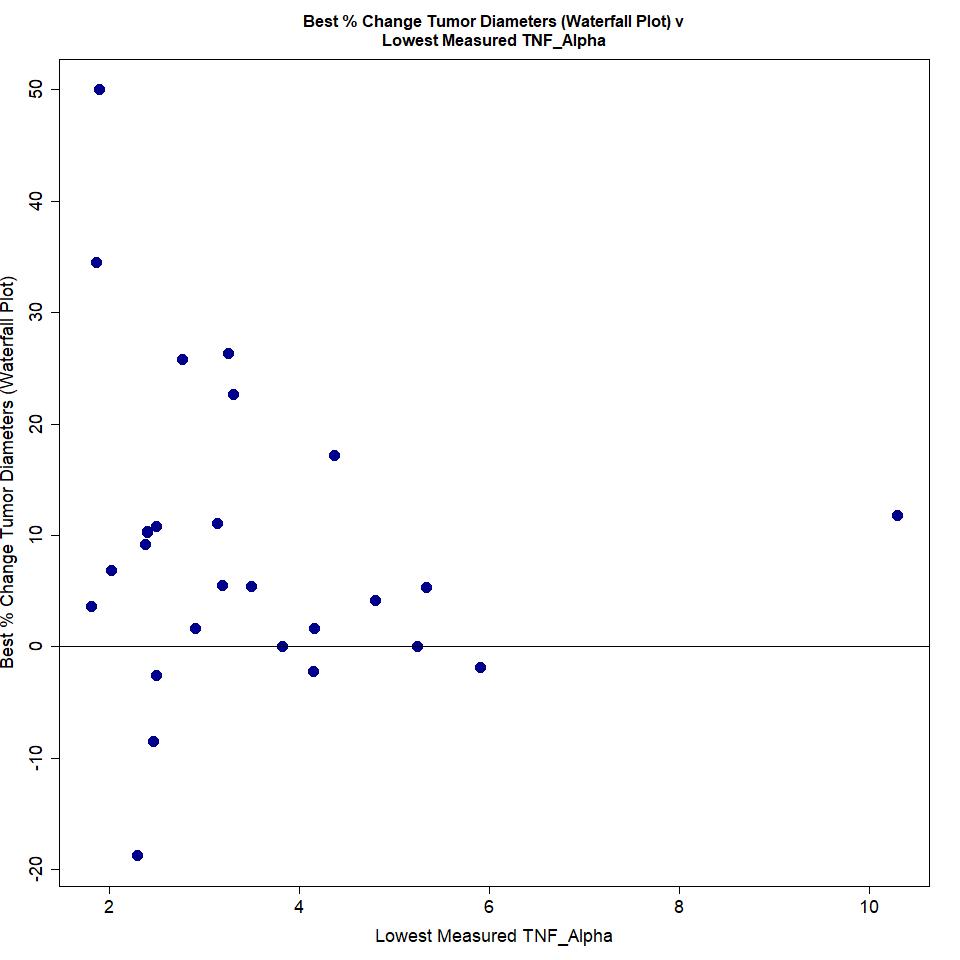 Best % Change Tumor Diameters (Waterfall Plot) v
Lowest Measured TNF_Alpha
50
40
30
20
10
0
-10
-20
Best % Change Tumor Diameters (Waterfall Plot)
2 4 6 8 10
Lowest Measured TNF_Alpha